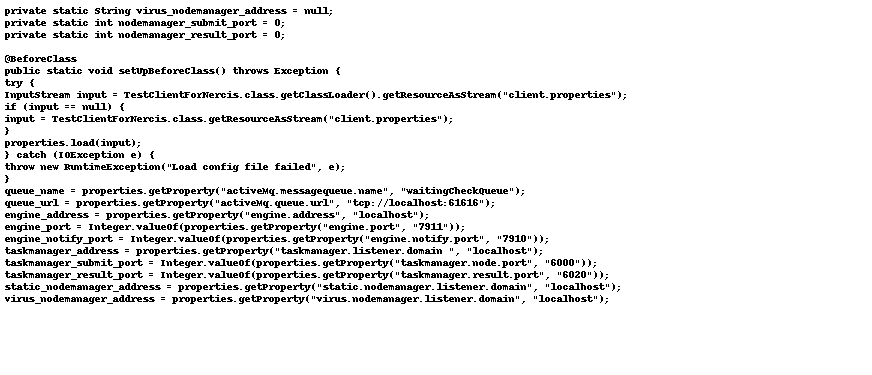 private static String virus_nodemanager_address = null;
private static int nodemanager_submit_port = 0;
private static int nodemanager_result_port = 0;
@BeforeClass
public static void setUpBeforeClass() throws Exception {
try {
InputStream input = TestClientForNercis.class.getClassLoader().getResourceAsStream("client.properties");
if (input == null) {
input = TestClientForNercis.class.getResourceAsStream("client.properties");
}
properties.load(input);
} catch (IOException e) {
throw new RuntimeException("Load config file failed", e);
}
queue_name = properties.getProperty("activeMq.messagequeue.name", "waitingCheckQueue");
queue_url = properties.getProperty("activeMq.queue.url", "tcp://localhost:61616");
engine_address = properties.getProperty("engine.address", "localhost");
engine_port = Integer.valueOf(properties.getProperty("engine.port", "7911"));
engine_notify_port = Integer.valueOf(properties.getProperty("engine.notify.port", "7910"));
taskmanager_address = properties.getProperty("taskmanager.listener.domain ", "localhost");
taskmanager_submit_port = Integer.valueOf(properties.getProperty("taskmanager.node.port", "6000"));
taskmanager_result_port = Integer.valueOf(properties.getProperty("taskmanager.result.port", "6020"));
static_nodemanager_address = properties.getProperty("static.nodemanager.listener.domain", "localhost");
virus_nodemanager_address = properties.getProperty("virus.nodemanager.listener.domain", "localhost");